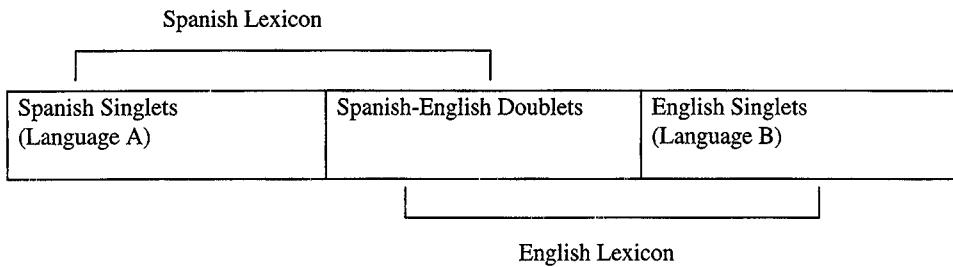 Spanish Lexicon
Spanish Singlets
(Language A)
Spanish-English Doublets
English Singlets
(Language B)
English Lexicon